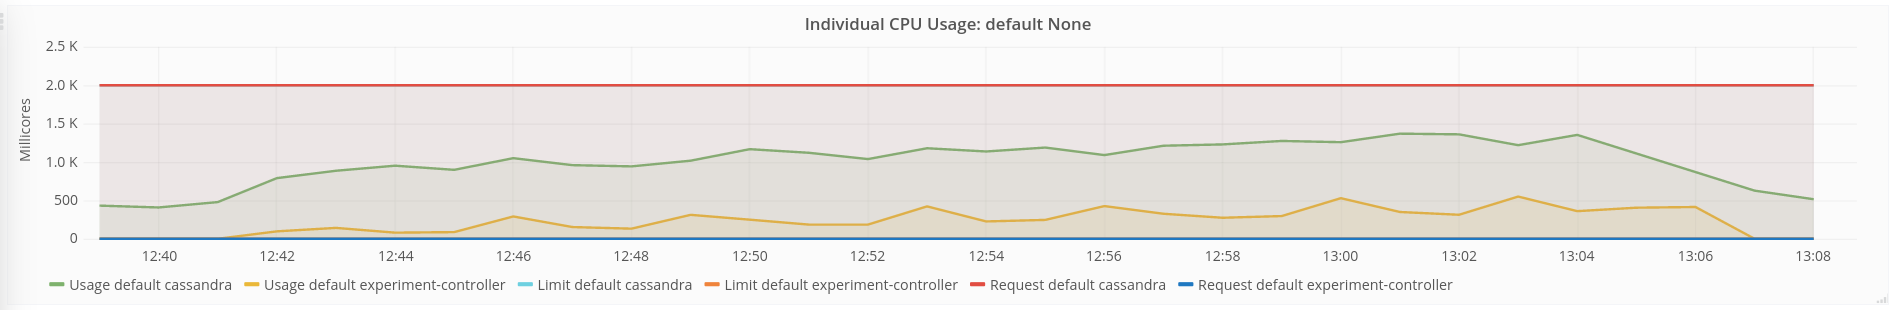 Individual CPU Usage: default None
Millicores
2.5 K
2.0 K
1.5 K
1.0 K
500
0
12:40 12:42 12:44 12:46 12:48 12:50 12:52 12:54 12:56 12:58 13:00 13:02 13:04 13:06 13:08
Usage default cassandra Usage default experiment-controller Limit default cassandra Limit default experiment-controller Request default cassandra Request default experiment-controller